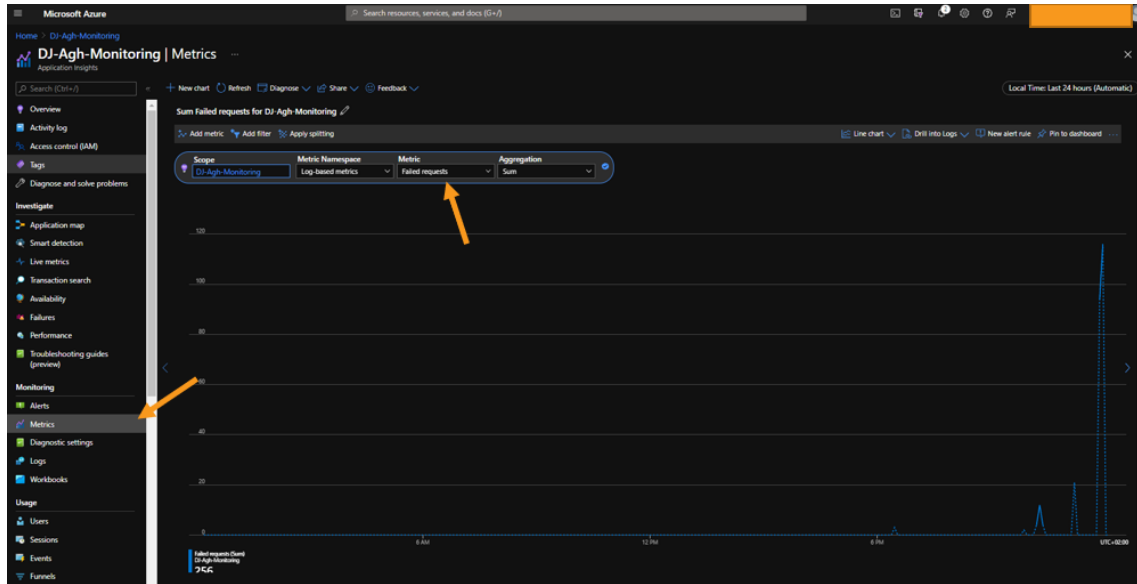 Microsoft Azure
Search resources, services, and docs (G+/)
Home > DJ-Agh-Monitoring
DJ-Agh-Monitoring | Metrics ...
Application Insights
Search (Ctrl+/)
«
New chart Refresh Diagnose Share Feedback
Local Time: Last 24 hours (Automatic)
Overview
Activity log
Access control (IAM)
Tags
Diagnose and solve problems
Investigate
Application map
Smart detection
Live metrics
Transaction search
Availability
Failures
Performance
Troubleshooting guides
(preview)
Monitoring
Alerts
Metrics
Diagnostic settings
Logs
Workbooks
Usage
Users
Sessions
Events
Funnels
Sum Failed requests for DJ-Agh-Monitoring
Add metric Add filter Apply splitting
Line chart Drill into Logs New alert rule Pin to dashboard ...
Scope Metric Namespace Metric Aggregation
DJ-Agh-Monitoring Log-based metrics Failed requests Sum
120
100
80
60
40
20
0
6 AM 12 PM 6 PM UTC+02:00
Failed requests (Sum)
DJ-Agh-Monitoring
256